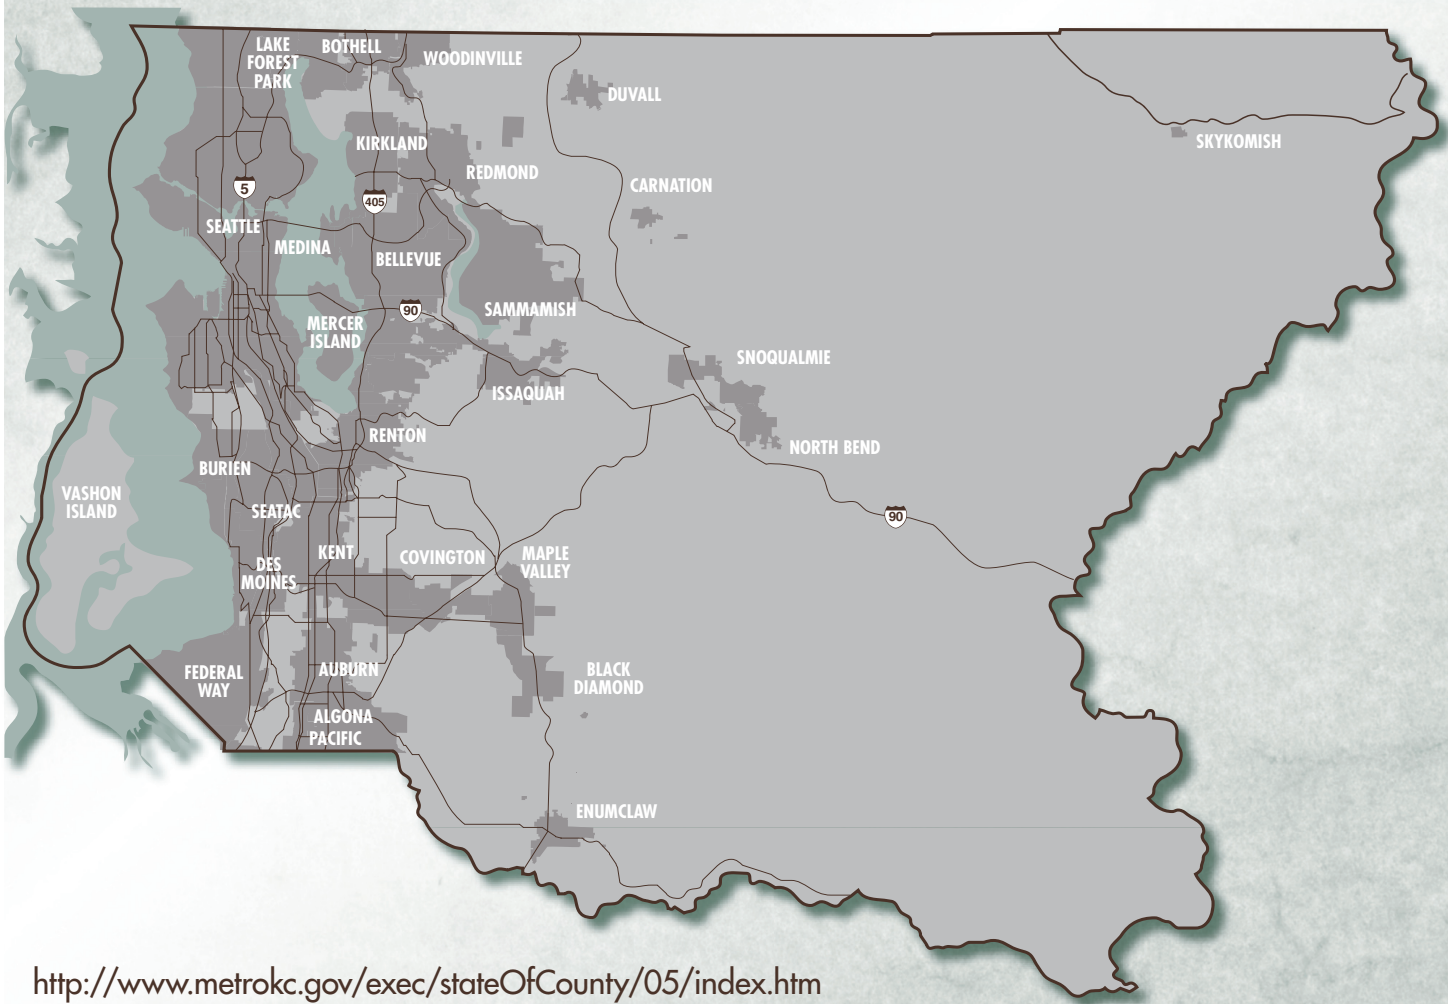 LAKE
FOREST
PARK
BOTHELL
WOODINVILLE
DUVALL
SKYKOMISH
KIRKLAND
REDMOND
CARNATION
5
405
SEATTLE
MEDINA
BELLEVUE
90
SAMMAMISH
MERCER
ISLAND
SNOQUALMIE
ISSAQUAH
RENTON
NORTH BEND
BURIEN
VASHON
ISLAND
SEATAC
90
KENT
COVINGTON
MAPLE
VALLEY
DES
MOINES
FEDERAL
WAY
AUBURN
BLACK
DIAMOND
ALGONA
PACIFIC
ENUMCLAW
http://www.metrokc.gov/exec/stateOfCounty/05/index.htm